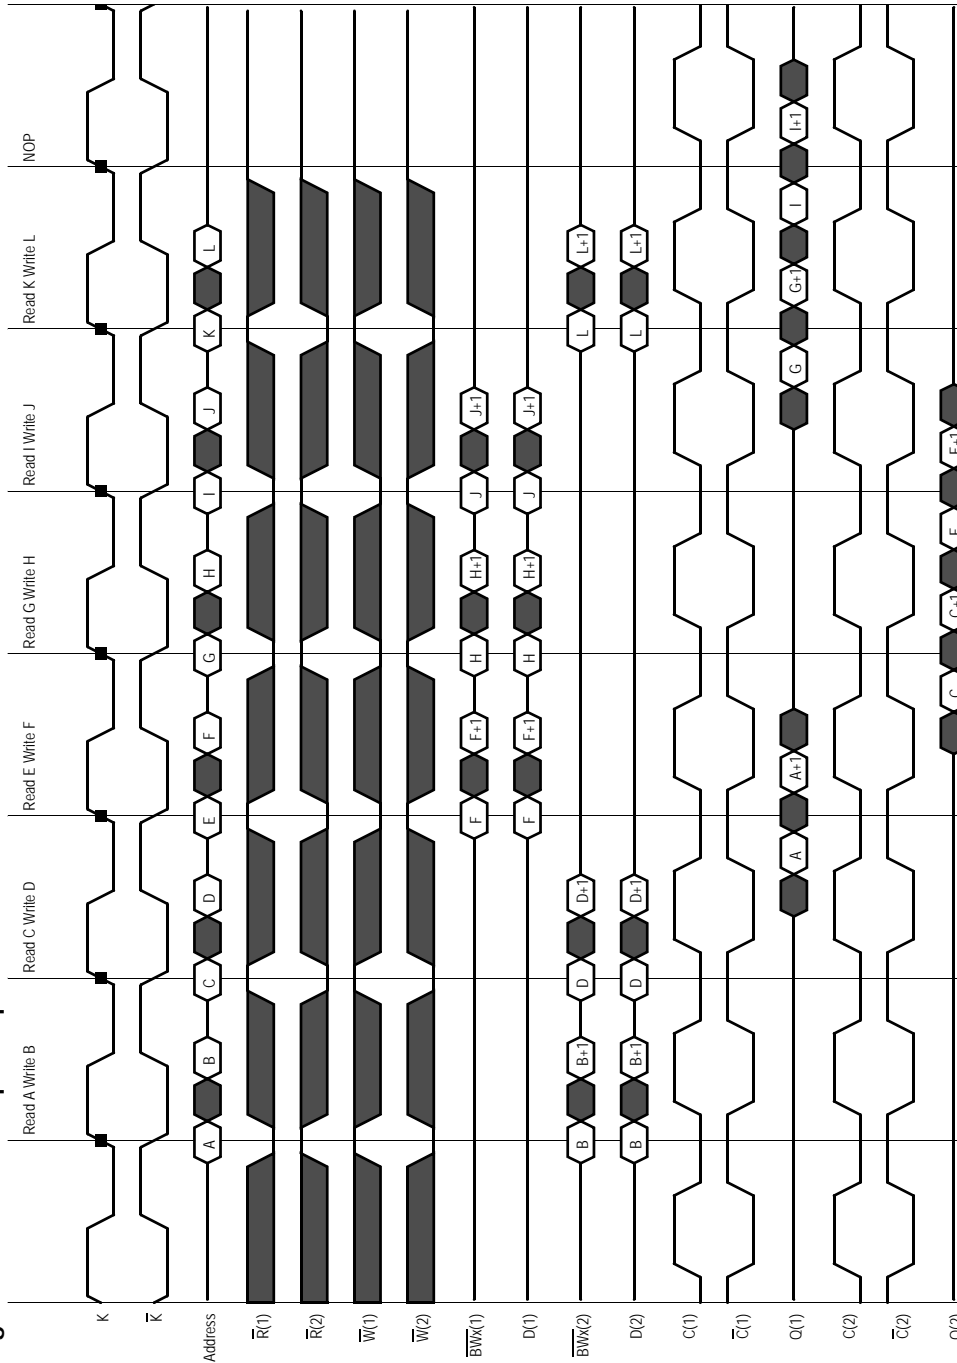 Read A Write B Read C Write D Read E Write F Read G Write H Read I Write J Read K Write L NOP
K
K̅
Address A B C D E F G H I J K L
R̅(1)
R̅(2)
W̅(1)
W̅(2)
B̅W̅x̅(1) F F+1 H H+1 J J+1
D(1) F F+1 H H+1 J J+1
B̅W̅x̅(2) B B+1 D D+1 L L+1
D(2) B B+1 D D+1 L L+1
C(1)
C̅(1)
Q(1) A A+1 G G+1 I I+1
C(2)
C̅(2)
Q(2) C C+1